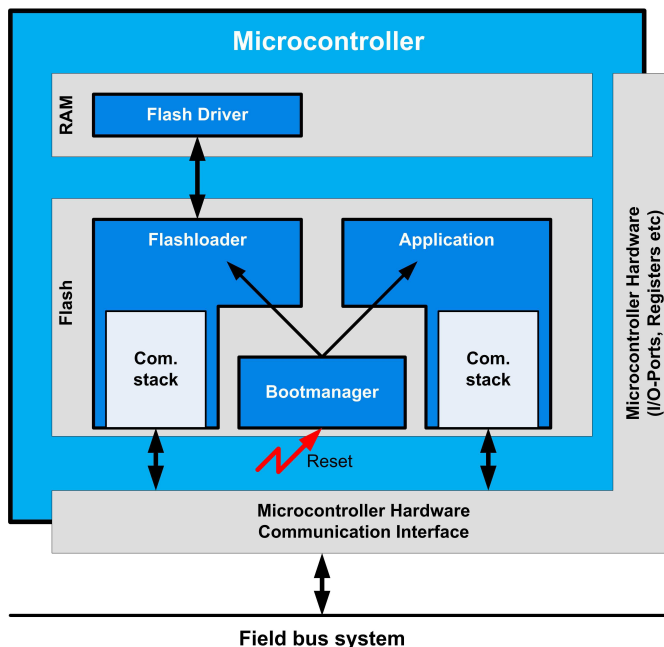 Microcontroller
RAM
Flash Driver
Flash
Flashloader
Application
Com.
stack
Bootmanager
Com.
stack
Reset
Microcontroller Hardware
(I/O-Ports, Registers etc)
Microcontroller Hardware
Communication Interface
Field bus system